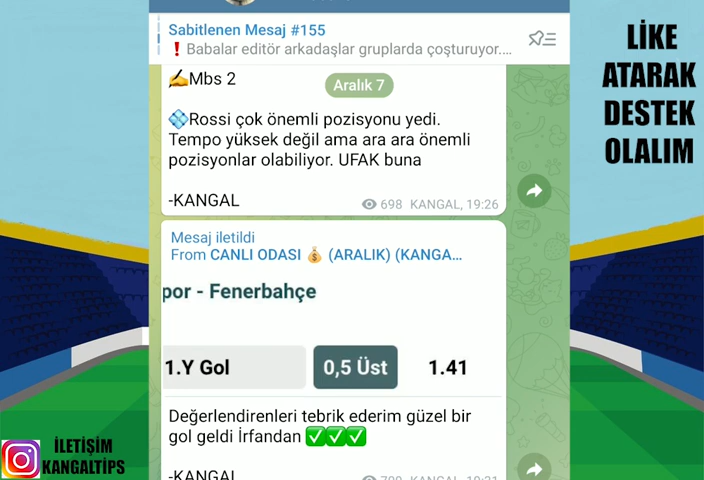 Sabitlenen Mesaj #155
❗ Babalar editör arkadaşlar gruplarda çoşturuyor....
✍️Mbs 2
Aralık 7
💠Rossi çok önemli pozisyonu yedi.
Tempo yüksek değil ama ara ara önemli
pozisyonlar olabiliyor. UFAK buna
-KANGAL
698 KANGAL, 19:26
Mesaj iletildi
From CANLI ODASI 💰 (ARALIK) (KANGA...
por - Fenerbahçe
1.Y Gol 0,5 Üst 1.41
Değerlendirenleri tebrik ederim güzel bir
gol geldi İrfandan ✅✅✅
-KANGAL
LİKE
ATARAK
DESTEK
OLALIM
İLETİŞİM
KANGALTİPS